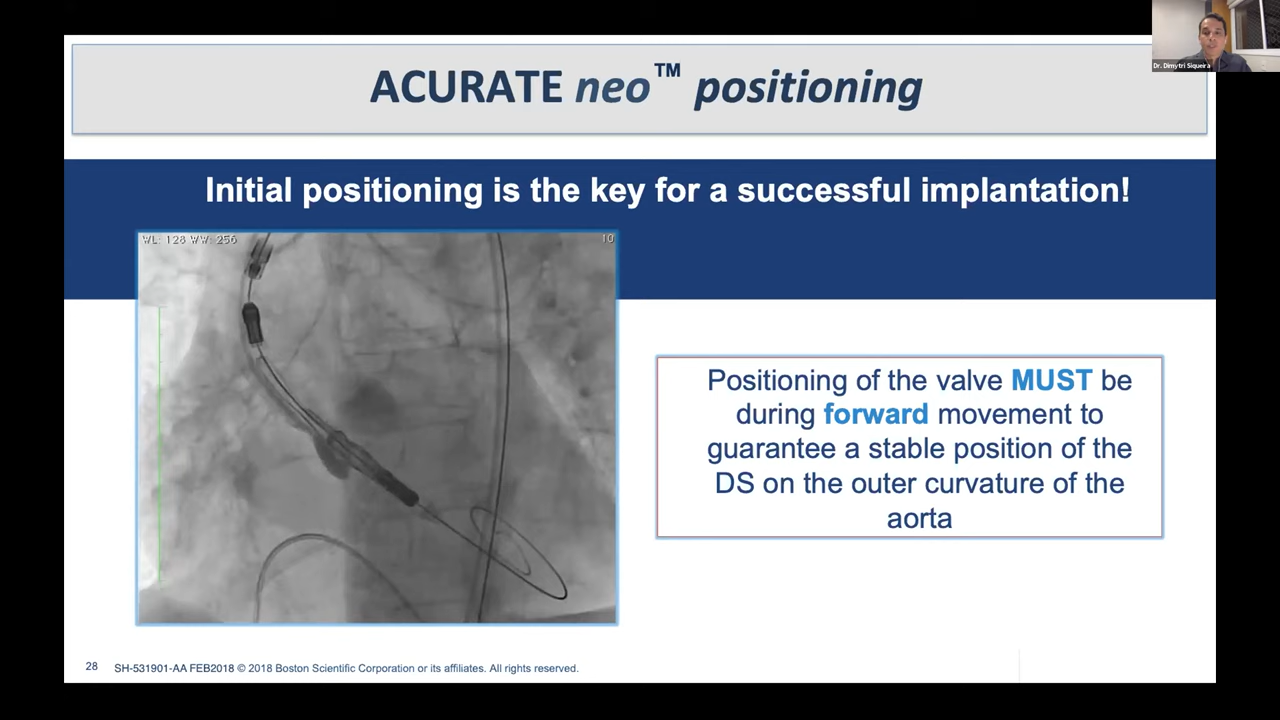 Dr. Dimytri Siqueira
ACURATE neo™ positioning
Initial positioning is the key for a successful implantation!
WL: 128 WW: 256
10
Positioning of the valve MUST be
during forward movement to
guarantee a stable position of the
DS on the outer curvature of the
aorta
28
SH-531901-AA FEB2018 © 2018 Boston Scientific Corporation or its affiliates. All rights reserved.